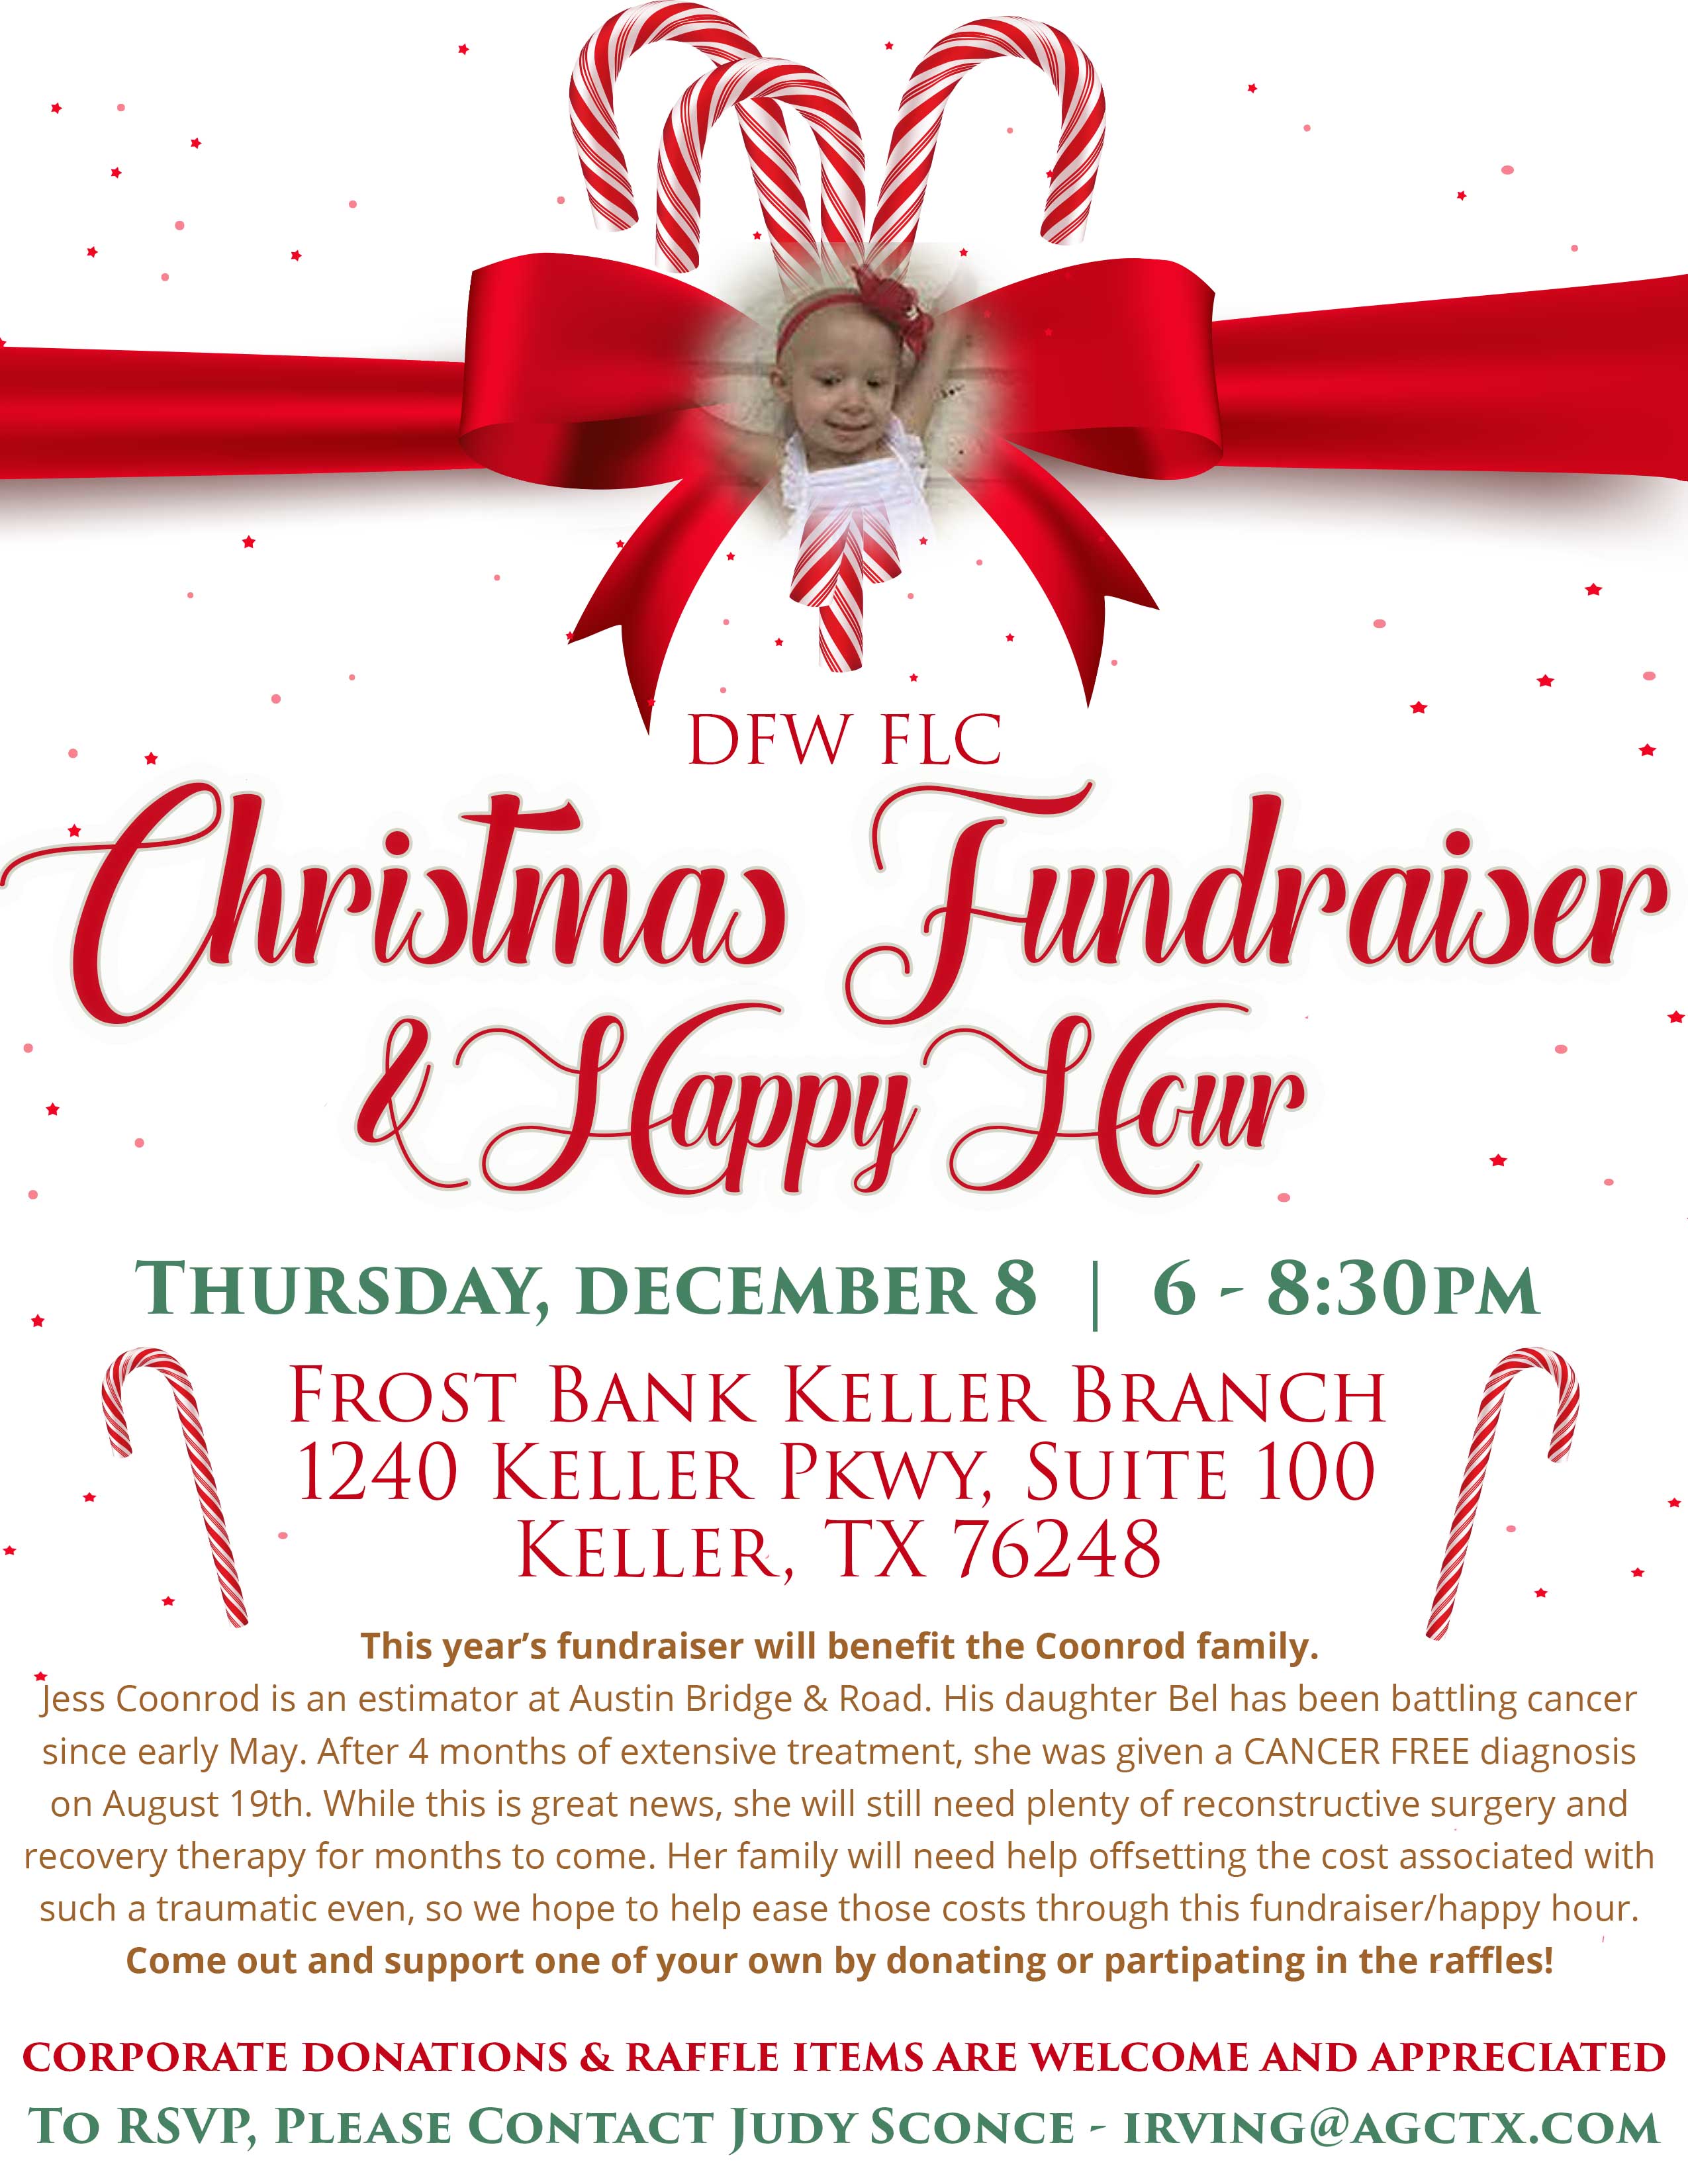 DFW FLC
Christmas Fundraiser
& Happy Hour
Thursday, December 8 | 6 - 8:30pm
Frost Bank Keller Branch
1240 Keller Pkwy, Suite 100
Keller, TX 76248
This year’s fundraiser will benefit the Coonrod family.
Jess Coonrod is an estimator at Austin Bridge & Road. His daughter Bel has been battling cancer
since early May. After 4 months of extensive treatment, she was given a CANCER FREE diagnosis
on August 19th. While this is great news, she will still need plenty of reconstructive surgery and
recovery therapy for months to come. Her family will need help offsetting the cost associated with
such a traumatic even, so we hope to help ease those costs through this fundraiser/happy hour.
Come out and support one of your own by donating or partipating in the raffles!
CORPORATE DONATIONS & RAFFLE ITEMS ARE WELCOME AND APPRECIATED
To RSVP, Please Contact Judy Sconce - irving@agctx.com